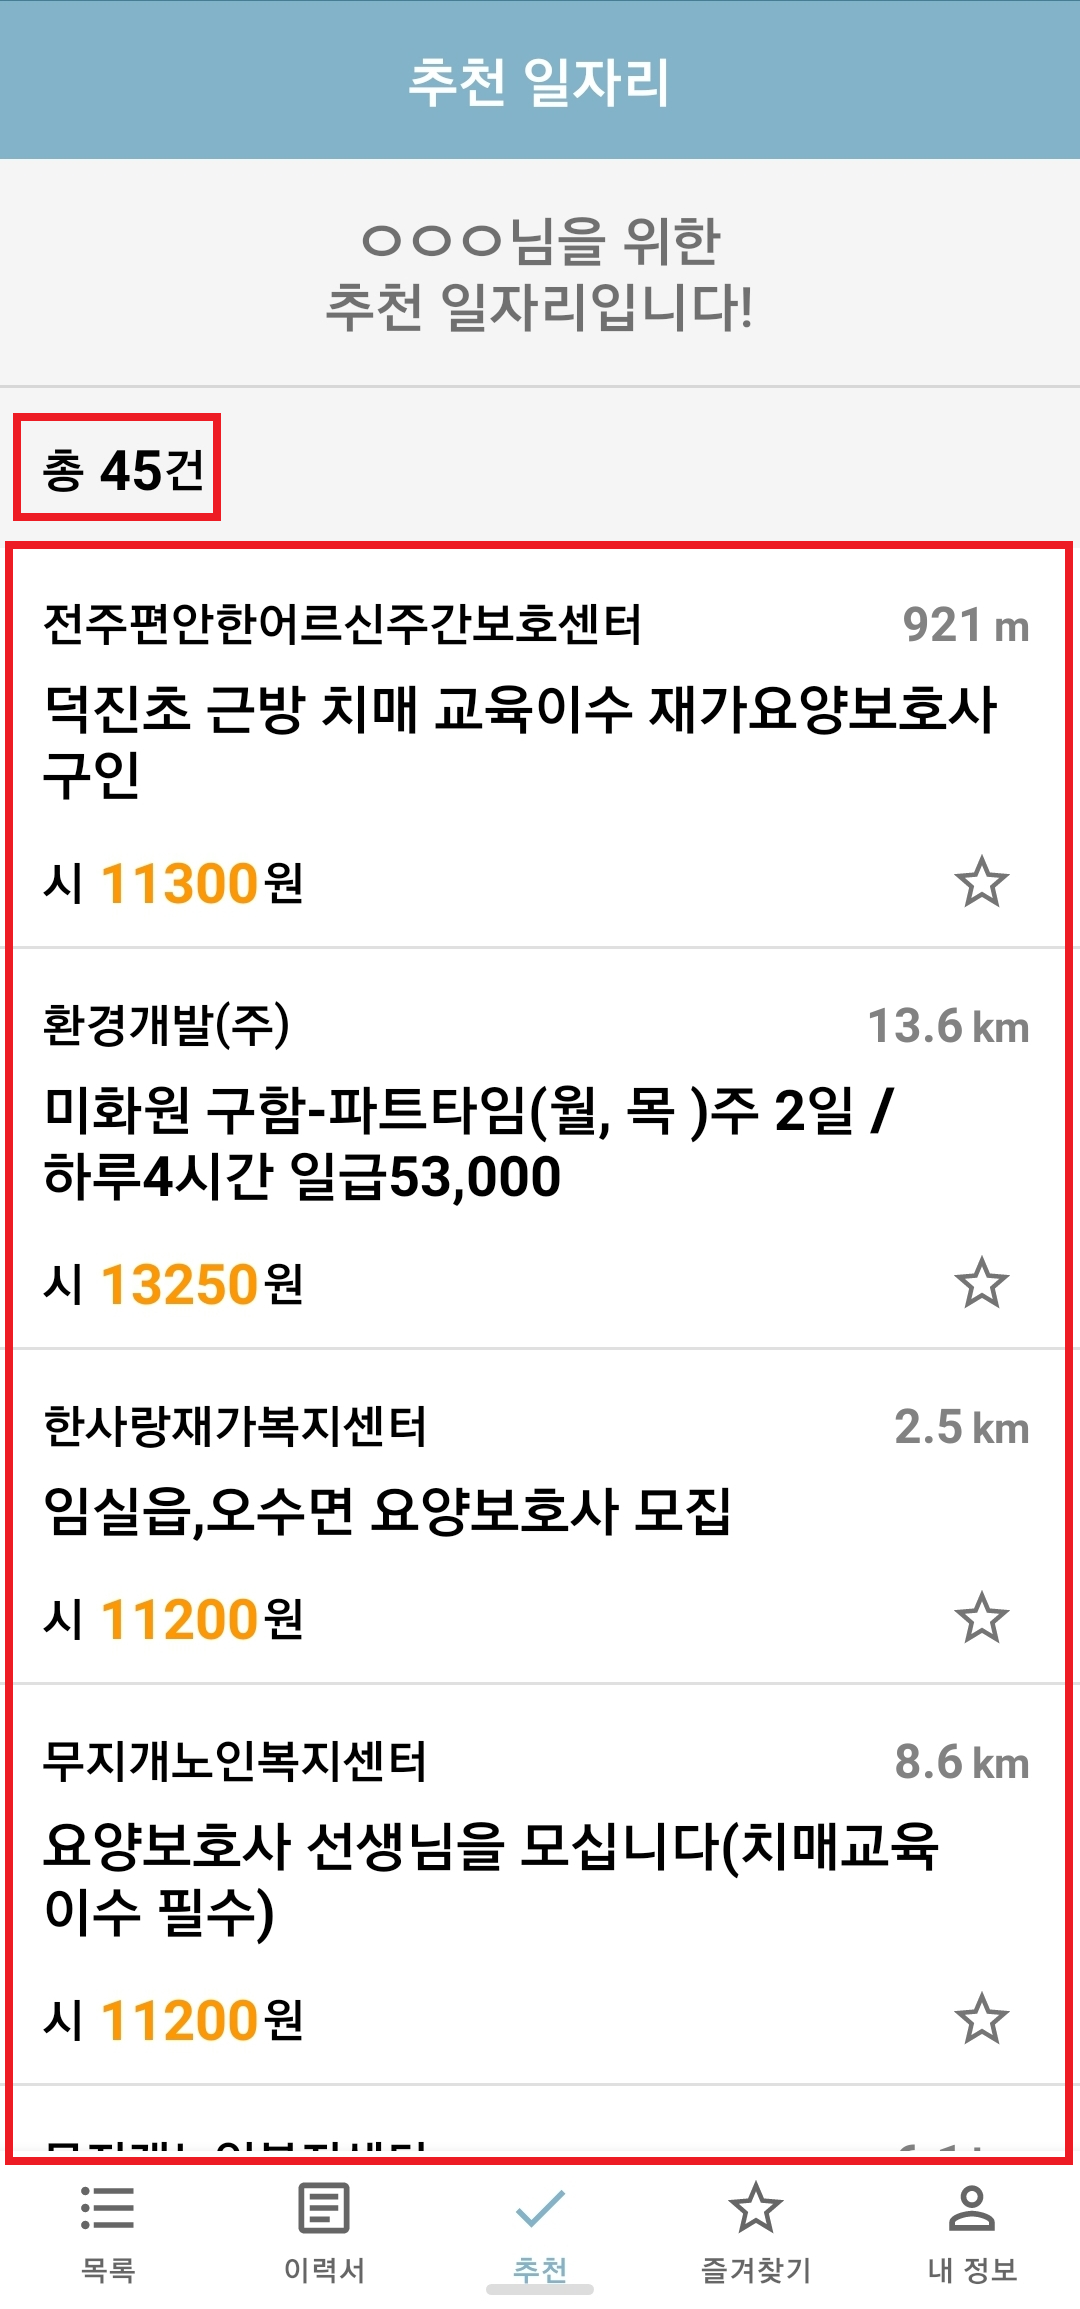 추천 일자리
ㅇㅇㅇ님을 위한
추천 일자리입니다!
총 45건
전주편안한어르신주간보호센터 921 m
덕진초 근방 치매 교육이수 재가요양보호사
구인
시 11300원
환경개발(주) 13.6 km
미화원 구함-파트타임(월, 목 )주 2일 /
하루4시간 일급53,000
시 13250원
한사랑재가복지센터 2.5 km
임실읍,오수면 요양보호사 모집
시 11200원
무지개노인복지센터 8.6 km
요양보호사 선생님을 모십니다(치매교육
이수 필수)
시 11200원
목록 이력서 추천 즐겨찾기 내 정보